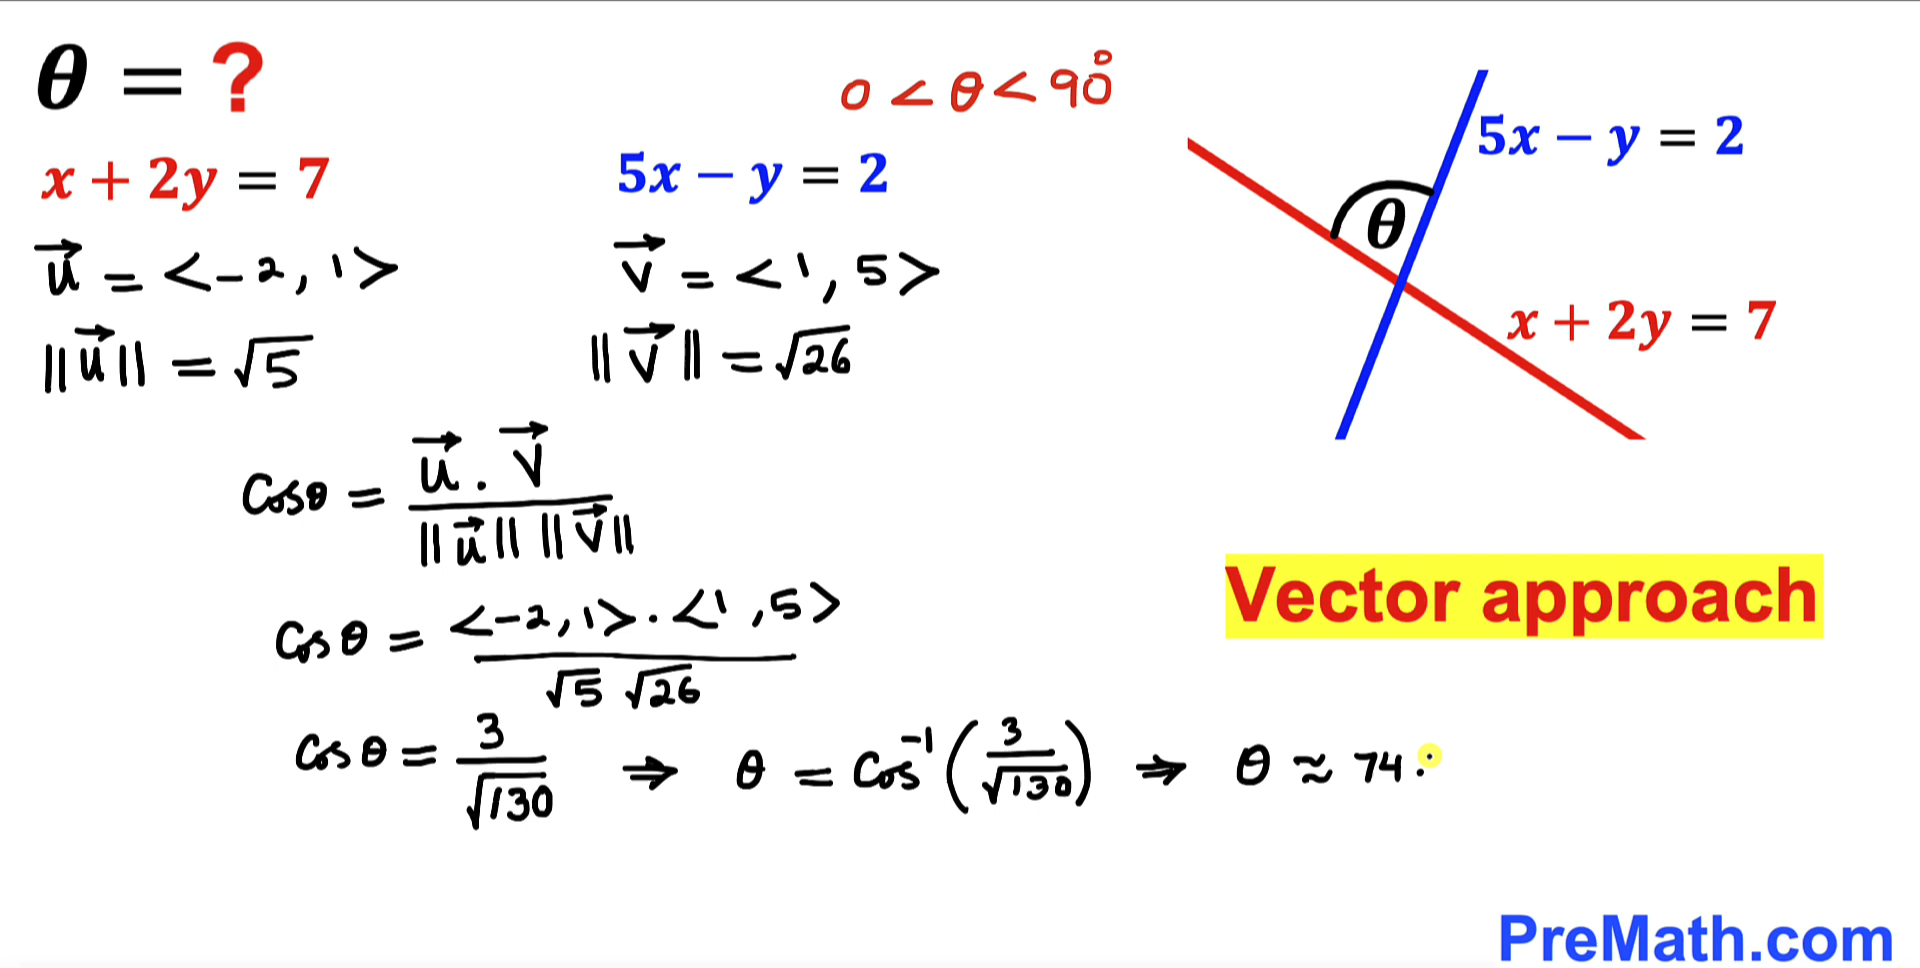 θ = ?
0 < θ < 90°
x + 2y = 7
5x − y = 2
5x − y = 2
θ
x + 2y = 7
u⃗ = <-2, 1>
v⃗ = <1, 5>
||u⃗|| = √5
||v⃗|| = √26
Cosθ = u⃗ . v⃗ / ||u⃗|| ||v⃗||
Cosθ = <-2, 1> · <1, 5> / √5 √26
Vector approach
Cosθ = 3/√130 ⇒ θ = Cos⁻¹(3/√130) ⇒ θ ≈ 74.
PreMath.com